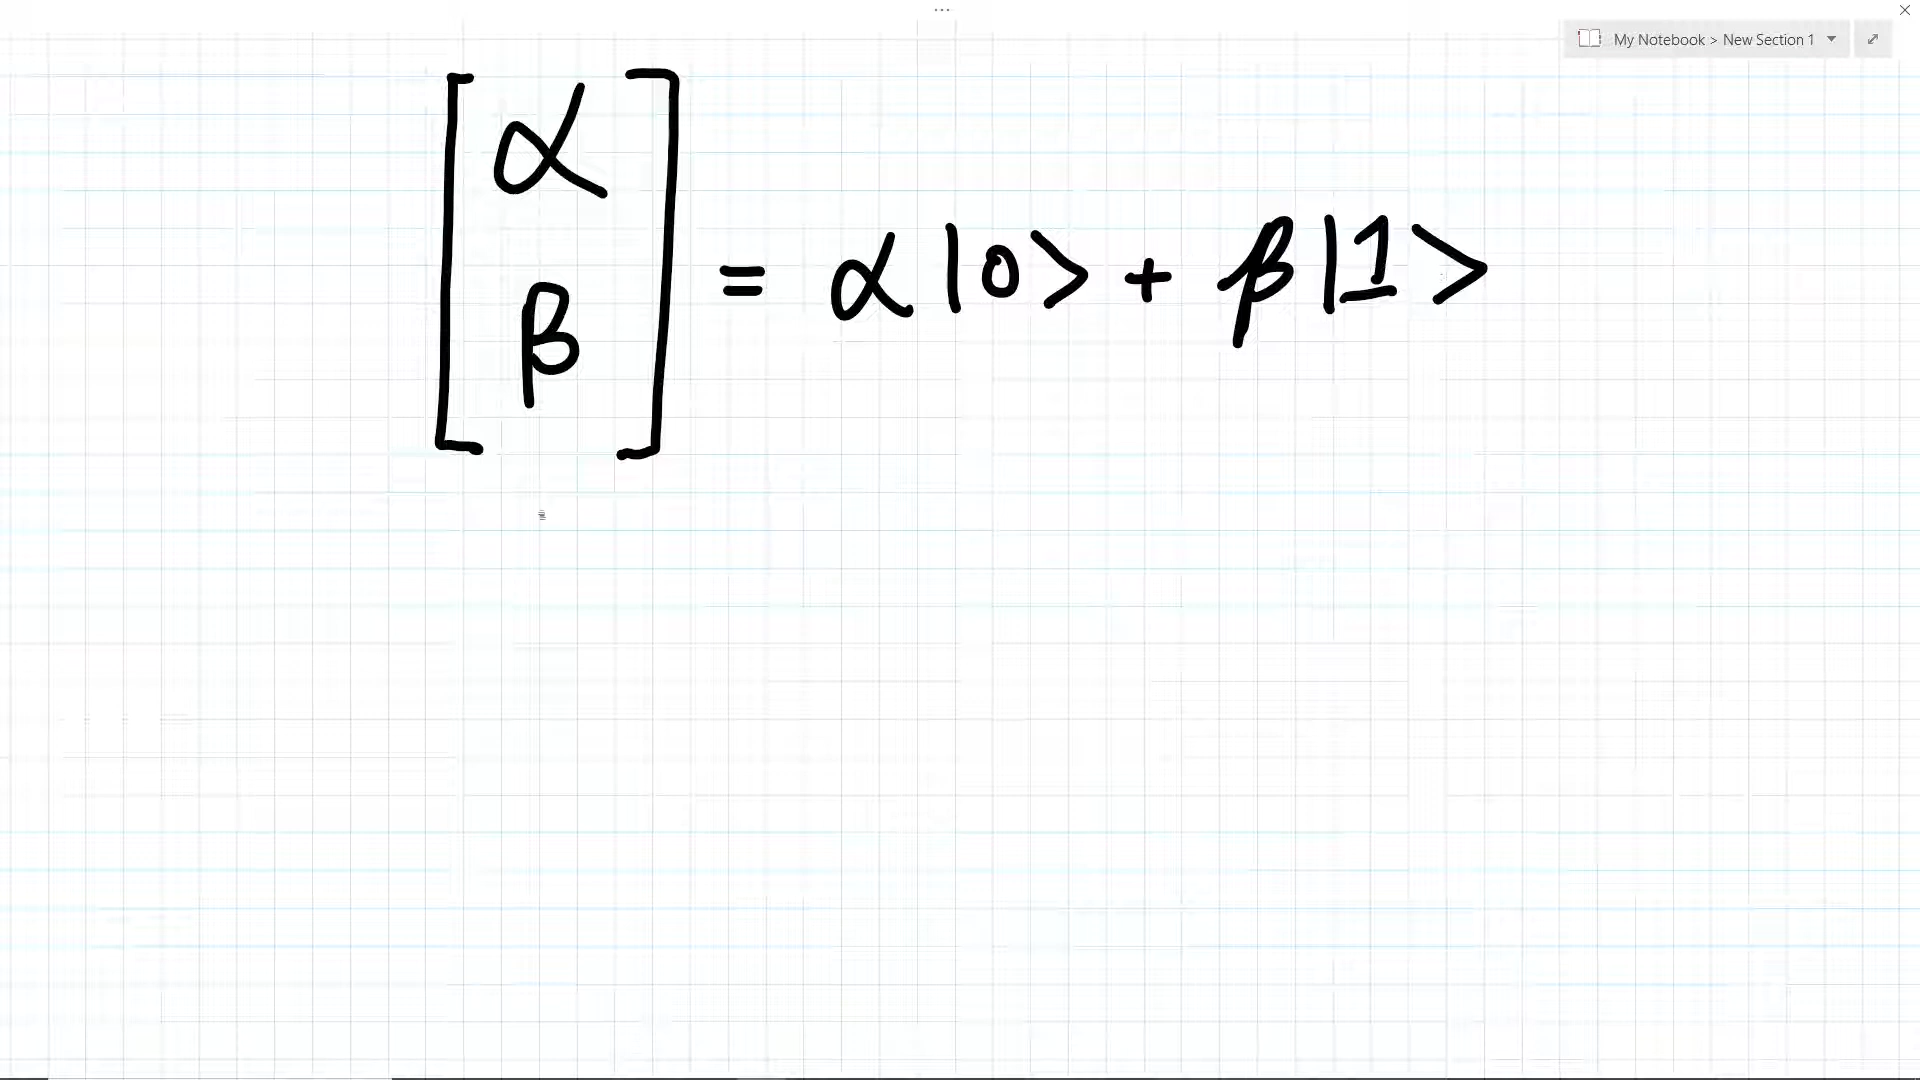 My Notebook > New Section 1
[α
β] = α|0> + β|1>